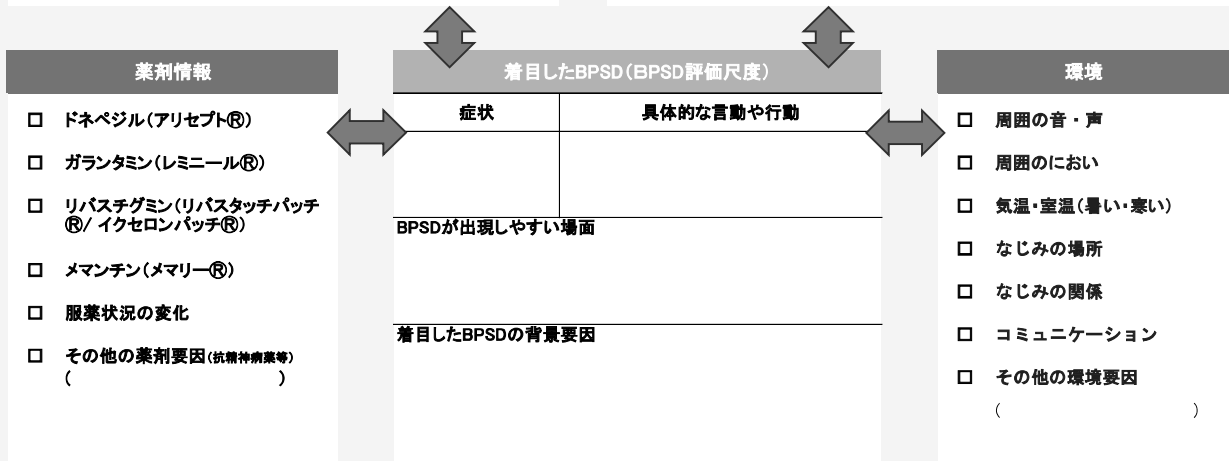 薬剤情報
□ ドネペジル(アリセプト®)
□ ガランタミン(レミニール®)
□ リバスチグミン(リバスタッチパッチ
®/ イクセロンパッチ®)
□ メマンチン(メマリー®)
□ 服薬状況の変化
□ その他の薬剤要因(抗精神病薬等)
( )
着目したBPSD(BPSD評価尺度)
症状 具体的な言動や行動
BPSDが出現しやすい場面
着目したBPSDの背景要因
環境
□ 周囲の音・声
□ 周囲のにおい
□ 気温・室温(暑い・寒い)
□ なじみの場所
□ なじみの関係
□ コミュニケーション
□ その他の環境要因
( )